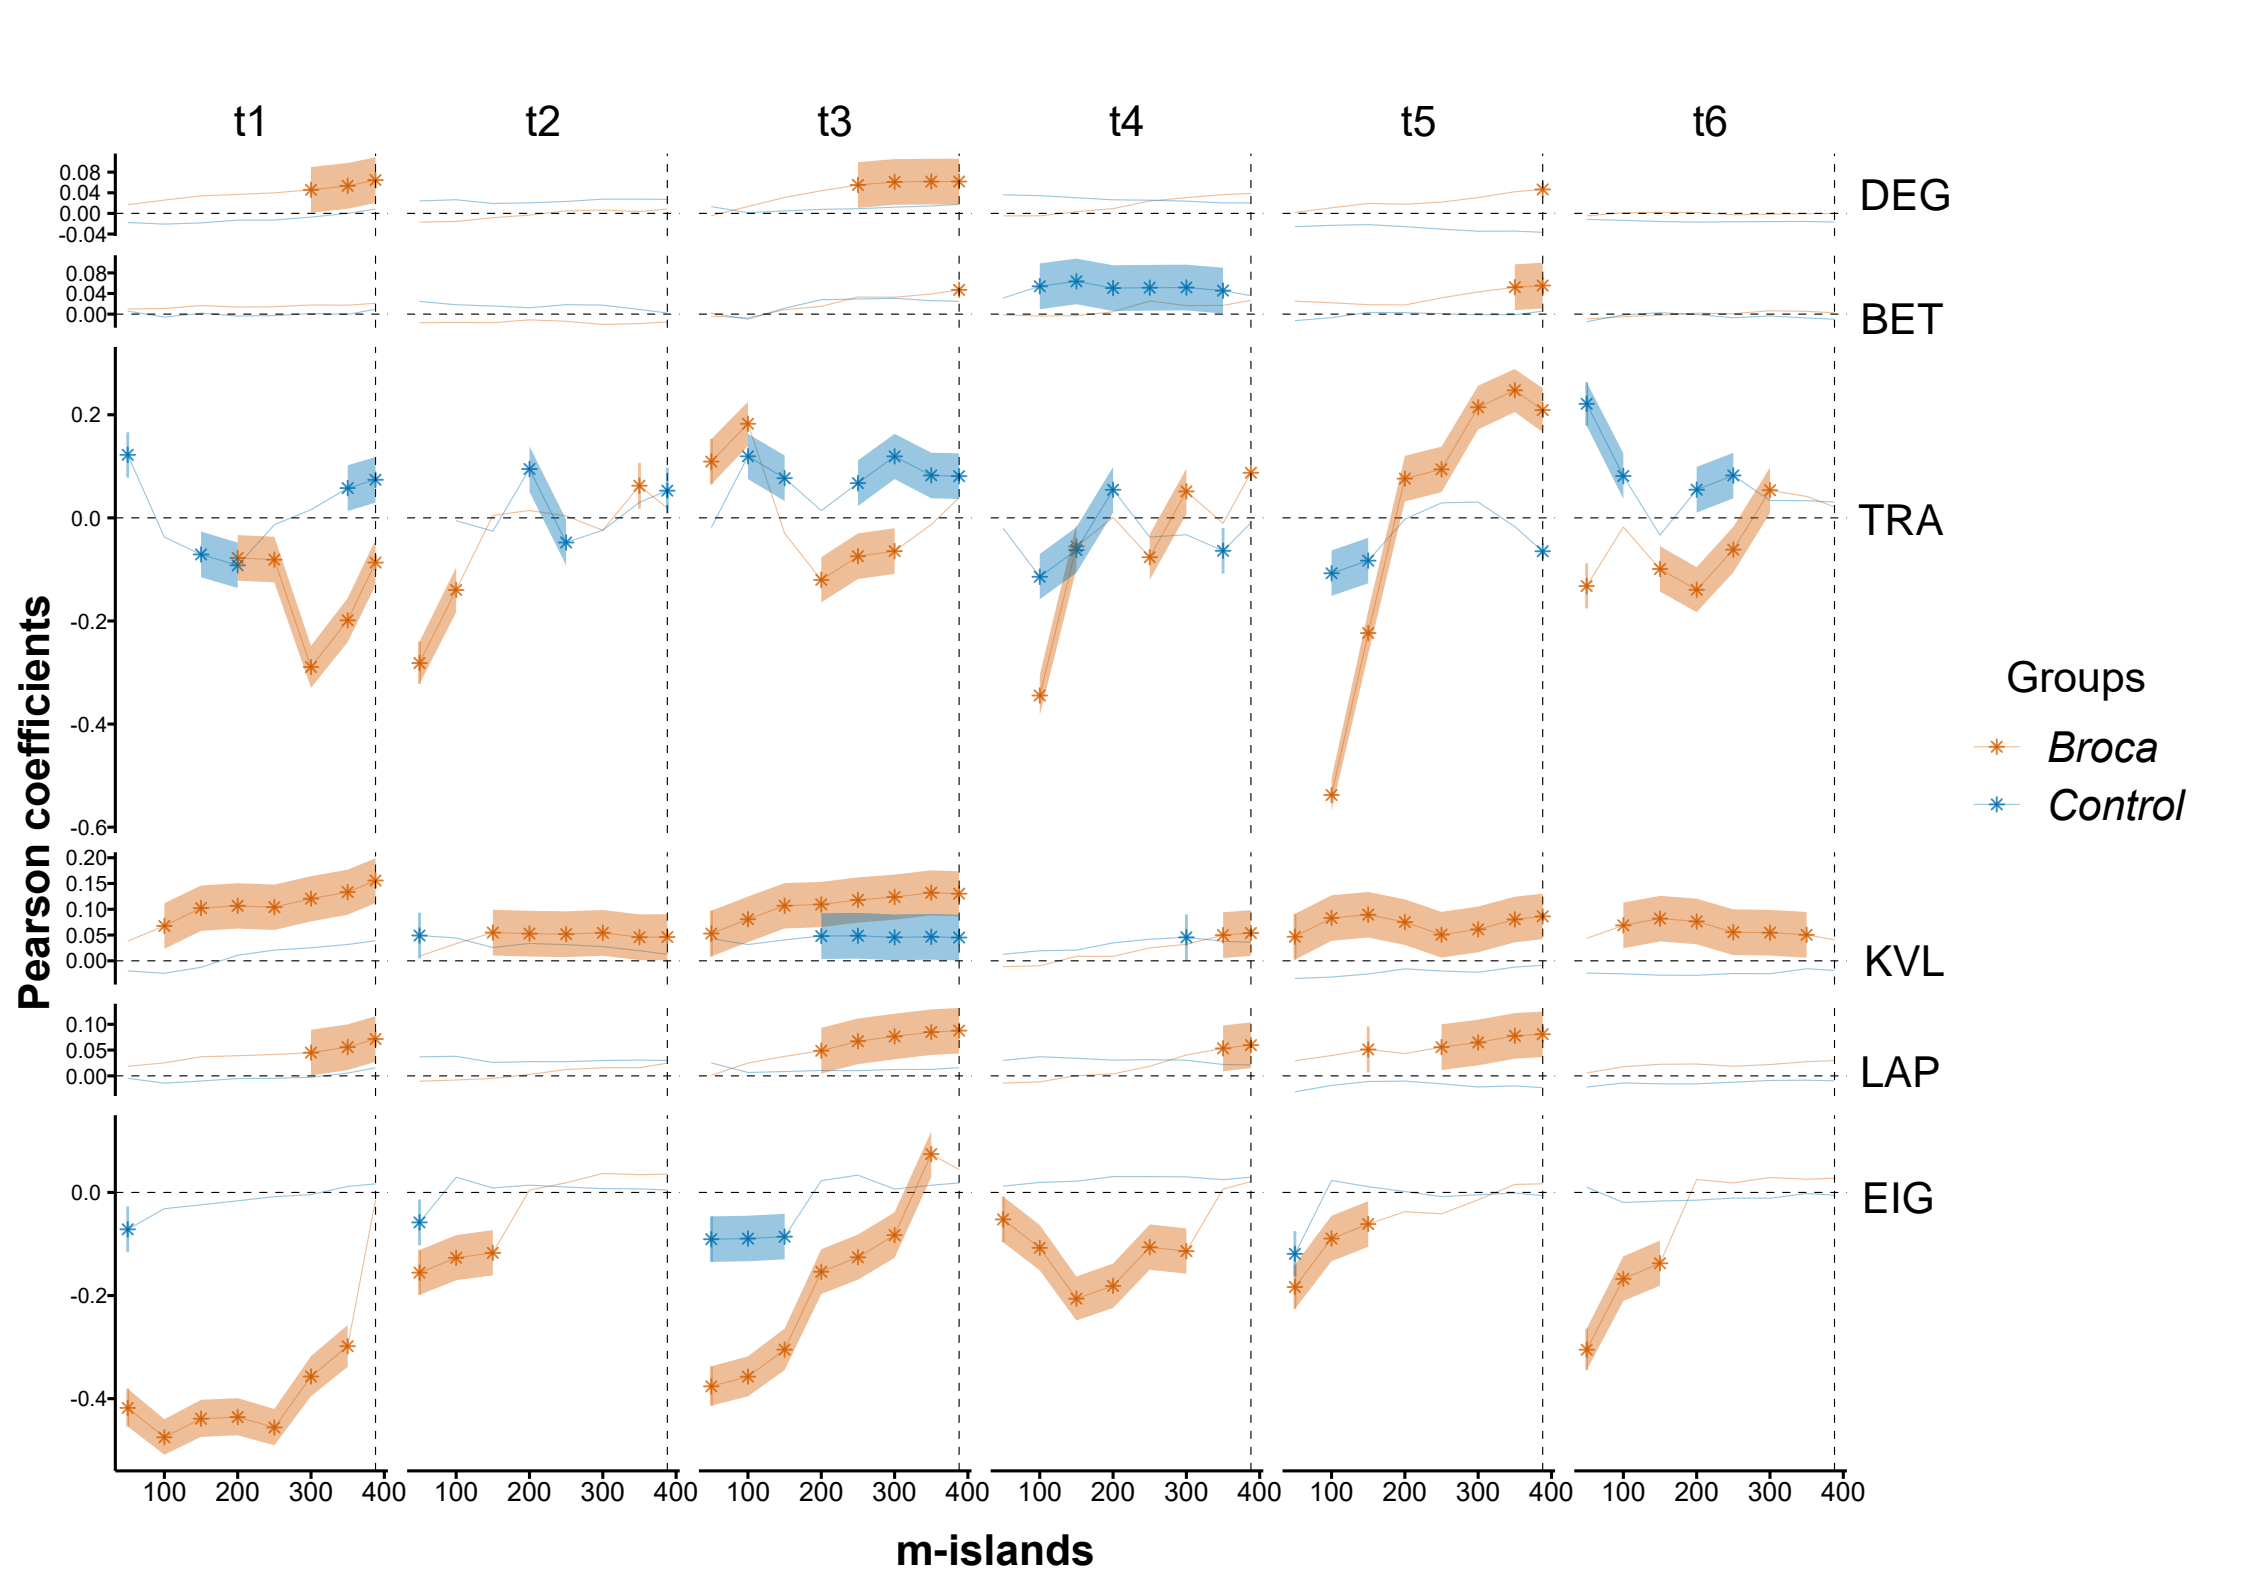 t1 t2 t3 t4 t5 t6
0.08
0.04
0.00
-0.04
DEG
0.08
0.04
0.00
BET
0.2
0.0
-0.2
-0.4
-0.6
TRA
Pearson coefficients
Groups
Broca
Control
0.20
0.15
0.10
0.05
0.00
KVL
0.10
0.05
0.00
LAP
0.0
-0.2
-0.4
EIG
100 200 300 400 100 200 300 400 100 200 300 400 100 200 300 400 100 200 300 400 100 200 300 400
m-islands